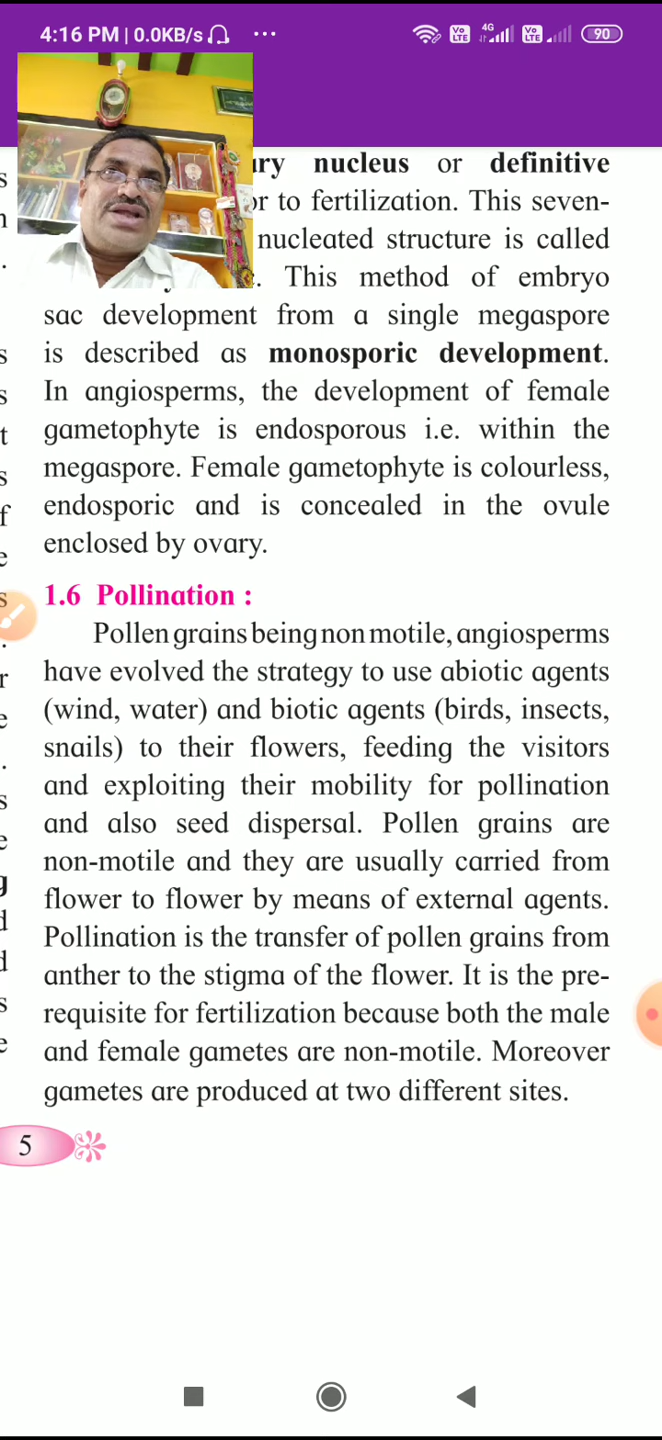 4:16 PM | 0.0KB/s
Vo LTE 4G Vo LTE 90
nucleus or definitive
to fertilization. This seven-
nucleated structure is called
This method of embryo
sac development from a single megaspore
is described as monosporic development.
In angiosperms, the development of female
gametophyte is endosporous i.e. within the
megaspore. Female gametophyte is colourless,
endosporic and is concealed in the ovule
enclosed by ovary.
1.6 Pollination :
Pollen grains being non motile, angiosperms
have evolved the strategy to use abiotic agents
(wind, water) and biotic agents (birds, insects,
snails) to their flowers, feeding the visitors
and exploiting their mobility for pollination
and also seed dispersal. Pollen grains are
non-motile and they are usually carried from
flower to flower by means of external agents.
Pollination is the transfer of pollen grains from
anther to the stigma of the flower. It is the pre-
requisite for fertilization because both the male
and female gametes are non-motile. Moreover
gametes are produced at two different sites.
5